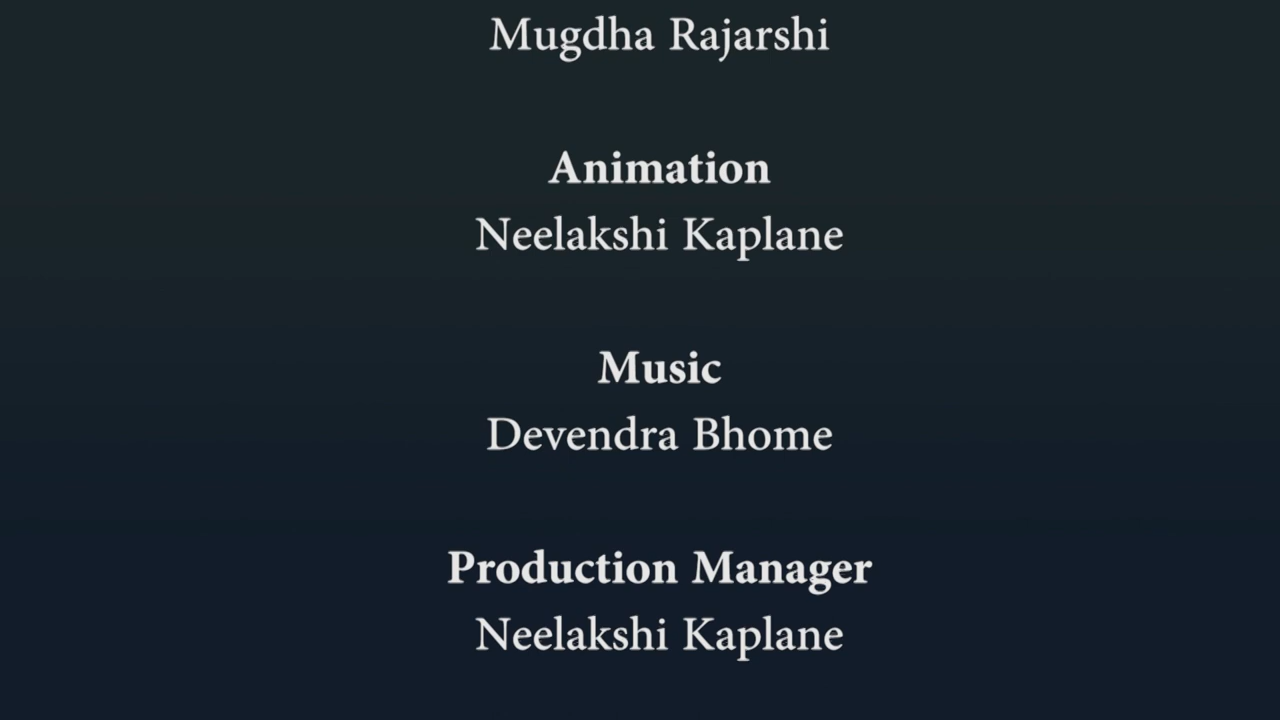 Mugdha Rajarshi
Animation
Neelakshi Kaplane
Music
Devendra Bhome
Production Manager
Neelakshi Kaplane